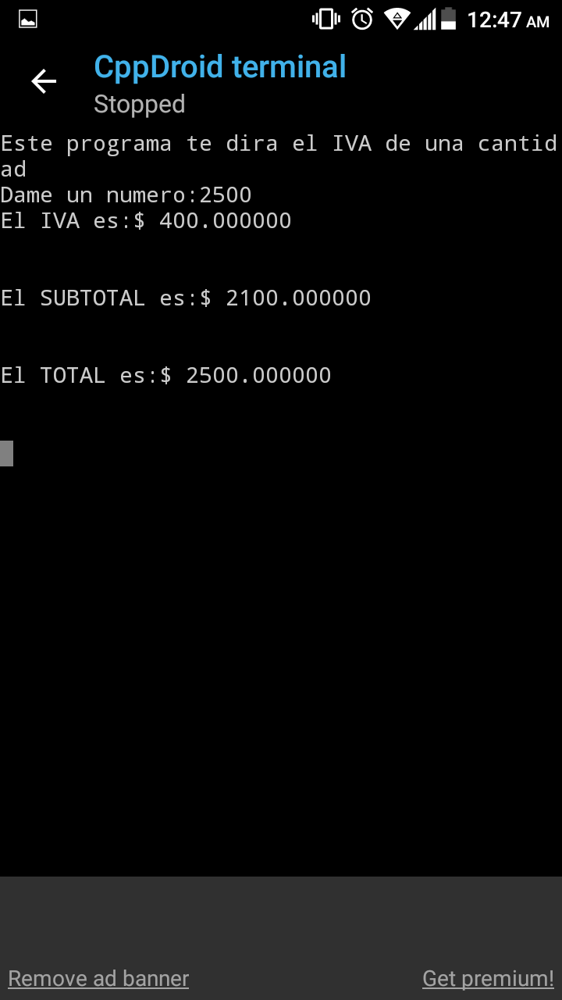 12:47 AM
CppDroid terminal
Stopped
Este programa te dira el IVA de una cantid
ad
Dame un numero:2500
El IVA es:$ 400.000000
El SUBTOTAL es:$ 2100.000000
El TOTAL es:$ 2500.000000
Remove ad banner
Get premium!